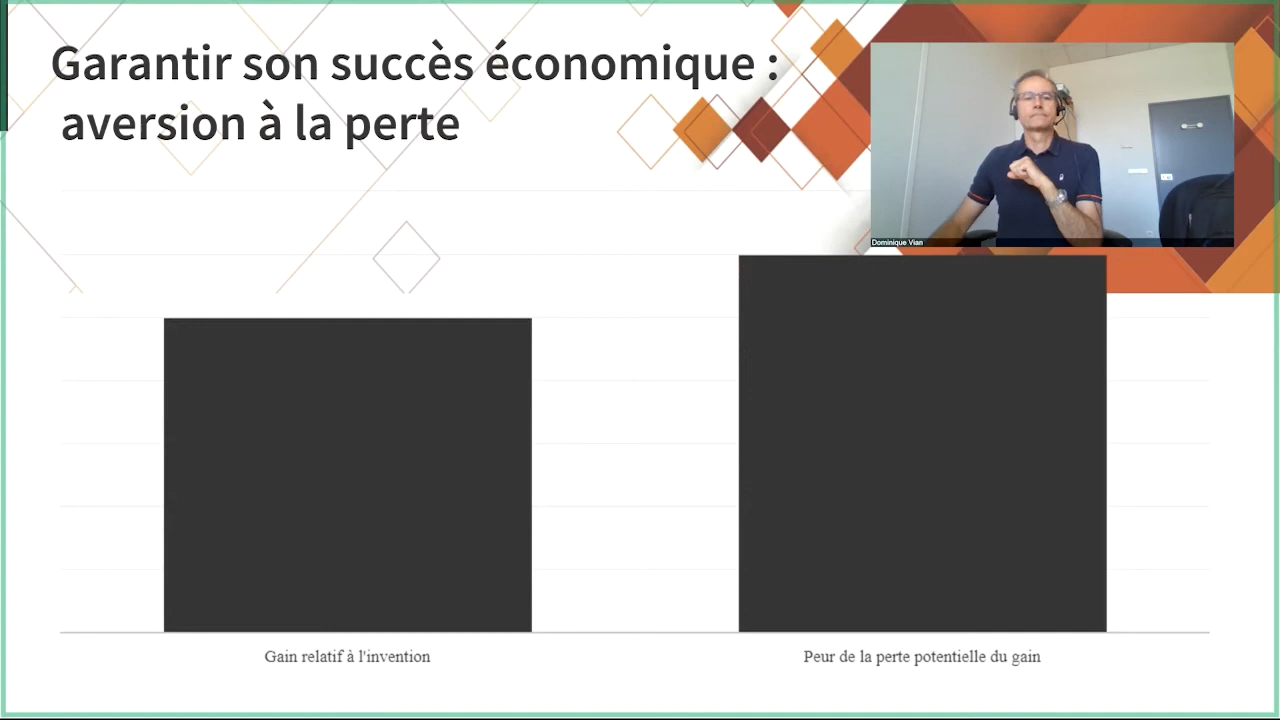 Garantir son succès économique :
aversion à la perte
Dominique Vian
Gain relatif à l'invention
Peur de la perte potentielle du gain